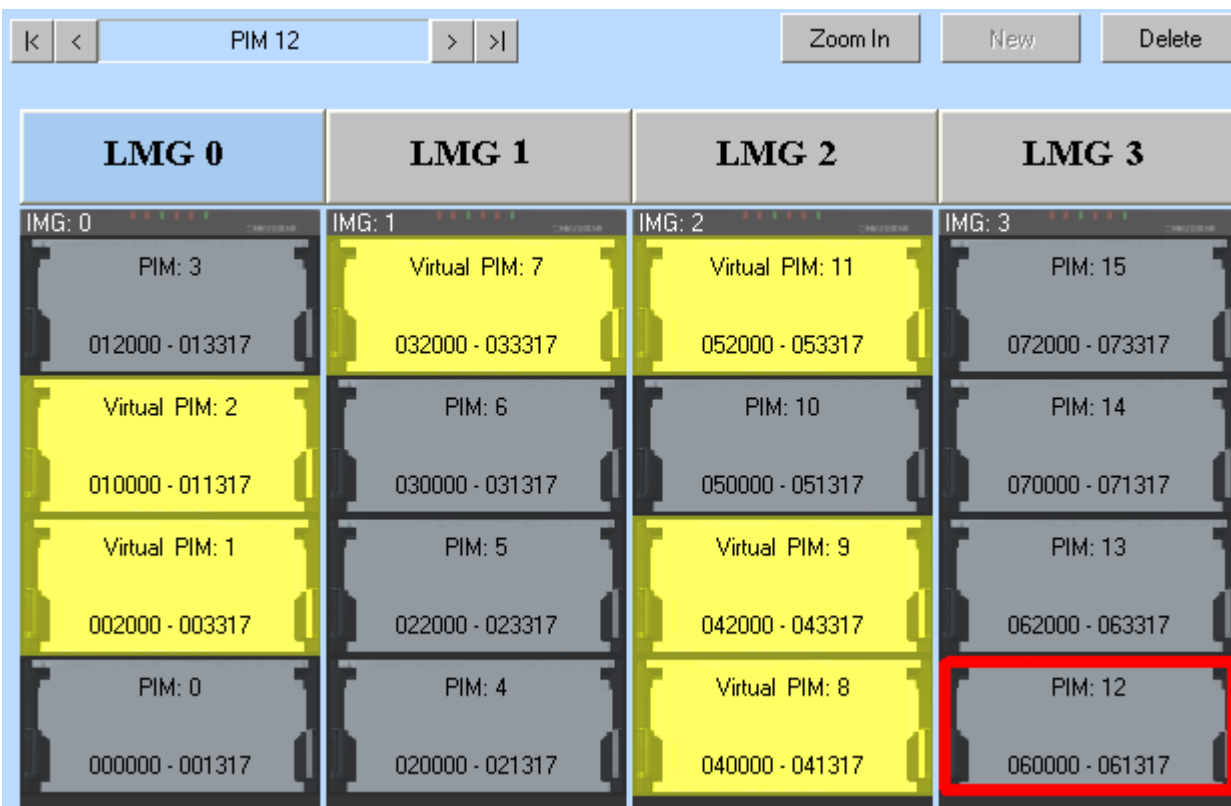 |< < PIM 12 > >| Zoom In New Delete
LMG 0 LMG 1 LMG 2 LMG 3
IMG: 0 IMG: 1 IMG: 2 IMG: 3
PIM: 3 Virtual PIM: 7 Virtual PIM: 11 PIM: 15
012000 - 013317 032000 - 033317 052000 - 053317 072000 - 073317
Virtual PIM: 2 PIM: 6 PIM: 10 PIM: 14
010000 - 011317 030000 - 031317 050000 - 051317 070000 - 071317
Virtual PIM: 1 PIM: 5 Virtual PIM: 9 PIM: 13
002000 - 003317 022000 - 023317 042000 - 043317 062000 - 063317
PIM: 0 PIM: 4 Virtual PIM: 8 PIM: 12
000000 - 001317 020000 - 021317 040000 - 041317 060000 - 061317